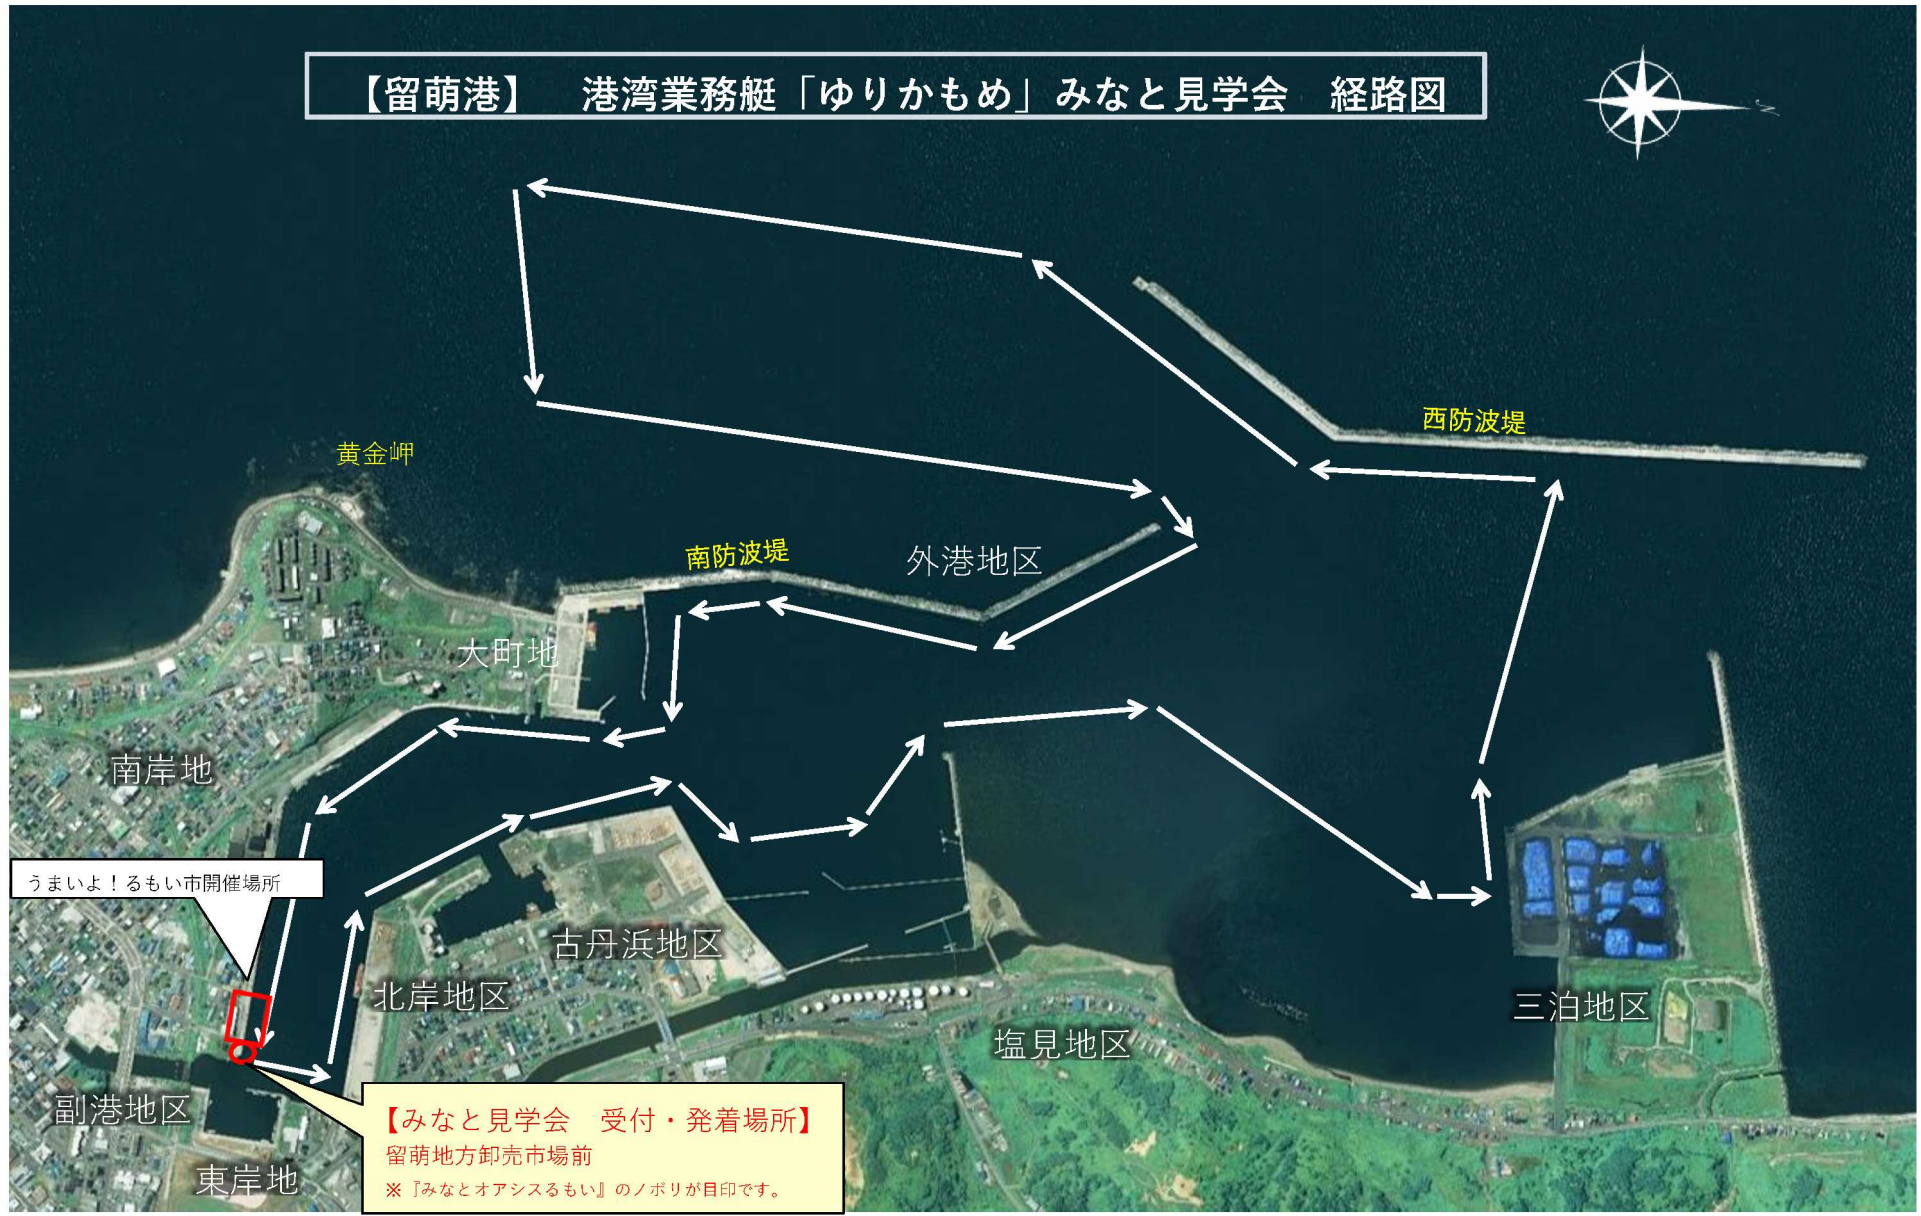 【留萌港】　港湾業務艇「ゆりかもめ」みなと見学会　経路図
N
西防波堤
黄金岬
南防波堤
外港地区
大町地
南岸地
うまいよ！るもい市開催場所
古丹浜地区
北岸地区
三泊地区
塩見地区
副港地区
東岸地
【みなと見学会　受付・発着場所】
留萌地方卸売市場前
※『みなとオアシスるもい』のノボリが目印です。